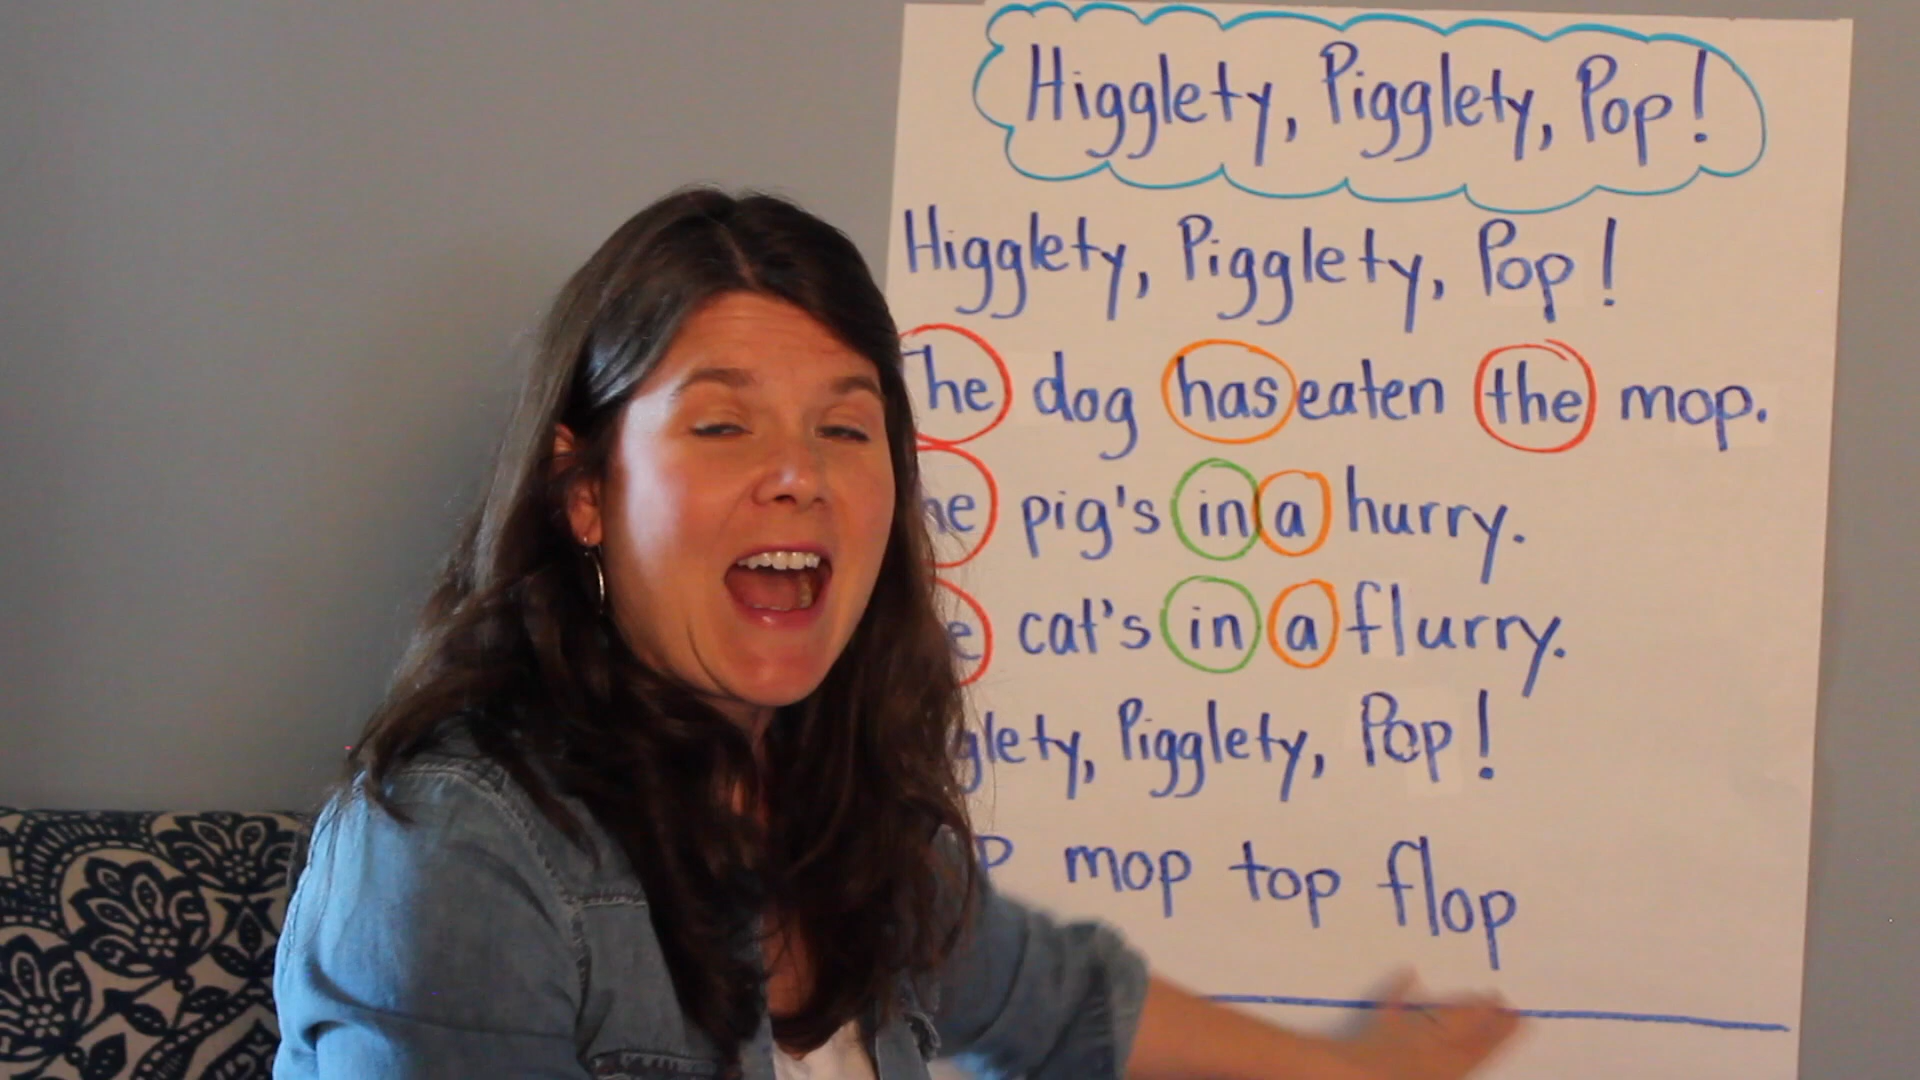 Higglety, Pigglety, Pop!
Higglety, Pigglety, Pop!
The dog has eaten the mop.
pig's in a hurry.
cat's in a flurry.
Pigglety, Pop!
mop top flop